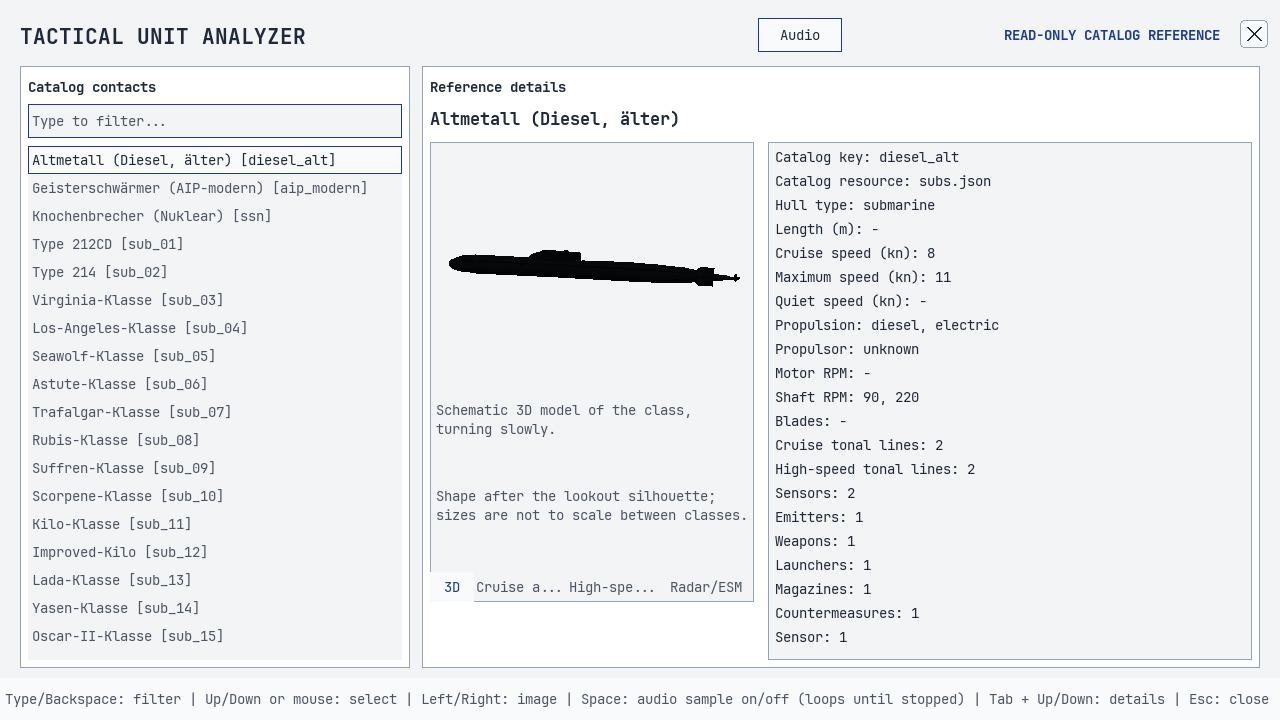 TACTICAL UNIT ANALYZER
Audio
READ-ONLY CATALOG REFERENCE
Catalog contacts
Type to filter...
Altmetall (Diesel, älter) [diesel_alt]
Geisterschwärmer (AIP-modern) [aip_modern]
Knochenbrecher (Nuklear) [ssn]
Type 212CD [sub_01]
Type 214 [sub_02]
Virginia-Klasse [sub_03]
Los-Angeles-Klasse [sub_04]
Seawolf-Klasse [sub_05]
Astute-Klasse [sub_06]
Trafalgar-Klasse [sub_07]
Rubis-Klasse [sub_08]
Suffren-Klasse [sub_09]
Scorpene-Klasse [sub_10]
Kilo-Klasse [sub_11]
Improved-Kilo [sub_12]
Lada-Klasse [sub_13]
Yasen-Klasse [sub_14]
Oscar-II-Klasse [sub_15]
Reference details
Altmetall (Diesel, älter)
Schematic 3D model of the class,
turning slowly.
Shape after the lookout silhouette;
sizes are not to scale between classes.
3D
Cruise a...
High-spe...
Radar/ESM
Catalog key: diesel_alt
Catalog resource: subs.json
Hull type: submarine
Length (m): -
Cruise speed (kn): 8
Maximum speed (kn): 11
Quiet speed (kn): -
Propulsion: diesel, electric
Propulsor: unknown
Motor RPM: -
Shaft RPM: 90, 220
Blades: -
Cruise tonal lines: 2
High-speed tonal lines: 2
Sensors: 2
Emitters: 1
Weapons: 1
Launchers: 1
Magazines: 1
Countermeasures: 1
Sensor: 1
Type/Backspace: filter | Up/Down or mouse: select | Left/Right: image | Space: audio sample on/off (loops until stopped) | Tab + Up/Down: details | Esc: close